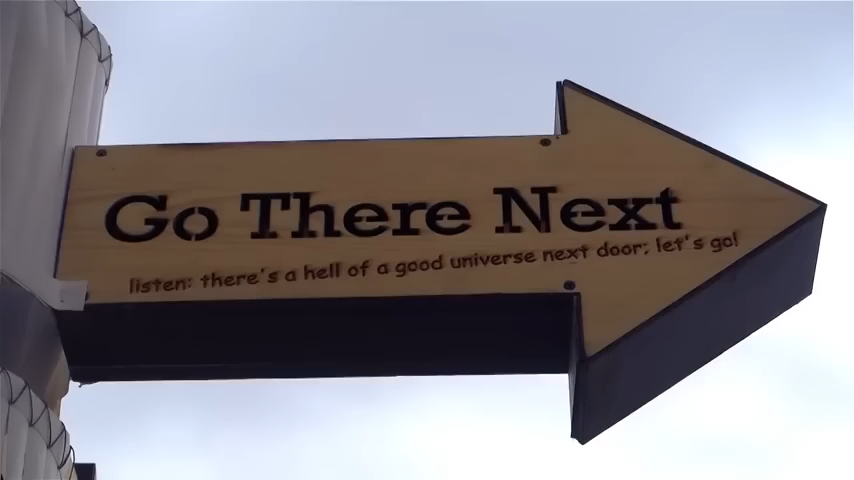 Go There Next
listen: there's a hell of a good universe next door; let's go!